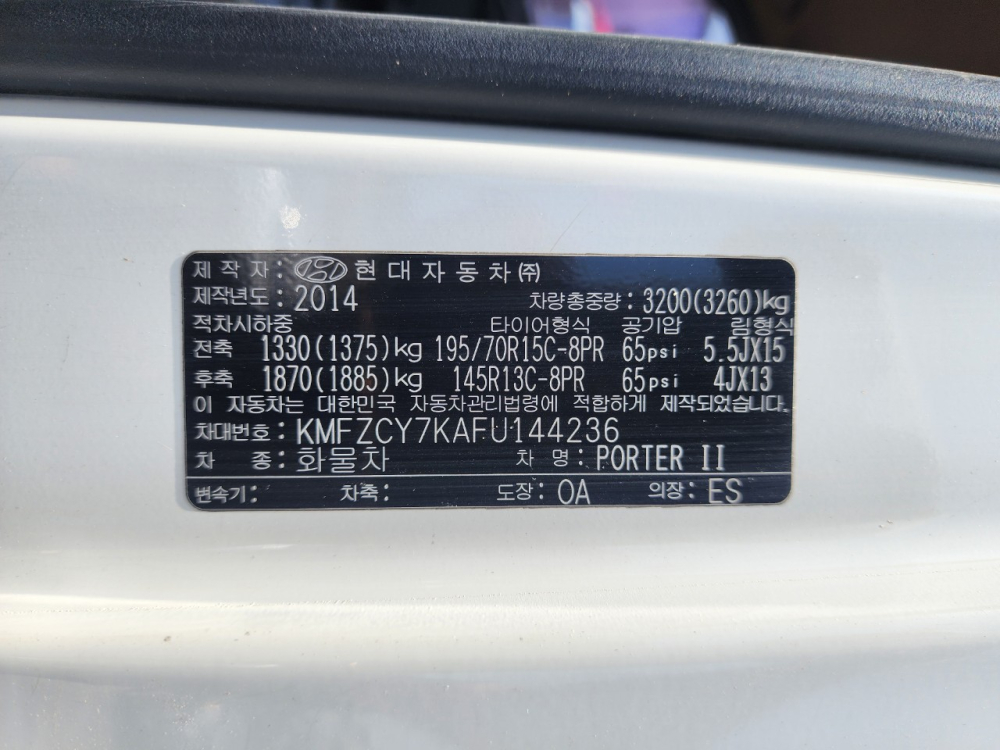 제작자: 현대자동차㈜
제작년도: 2014 차량총중량: 3200(3260)kg
적차시하중 타이어형식 공기압 림형식
전축 1330(1375)kg 195/70R15C-8PR 65psi 5.5JX15
후축 1870(1885)kg 145R13C-8PR 65psi 4JX13
이 자동차는 대한민국 자동차관리법령에 적합하게 제작되었습니다.
차대번호: KMFZCY7KAFU144236
차 종: 화물차 차 명: PORTER II
변속기: 차축: 도장: OA 의장: ES